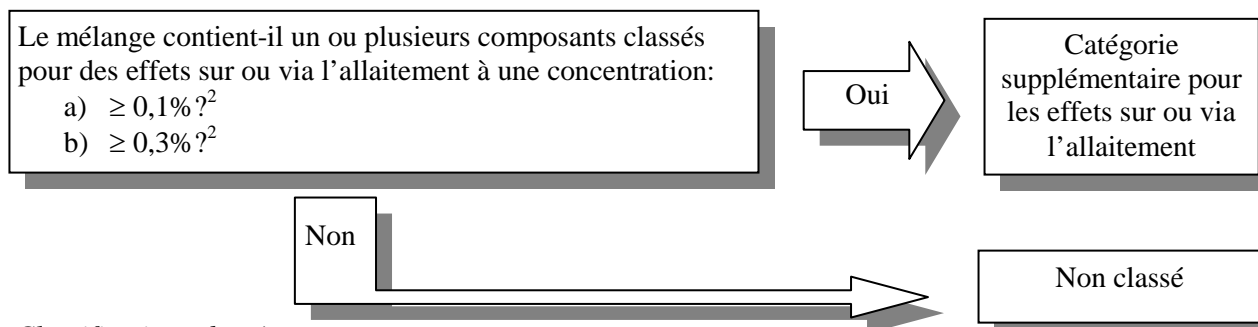 Le mélange contient-il un ou plusieurs composants classés
pour des effets sur ou via l’allaitement à une concentration:
a) ≥ 0,1%?²
b) ≥ 0,3%?²
Oui
Catégorie
supplémentaire pour
les effets sur ou via
l’allaitement
Non
Non classé